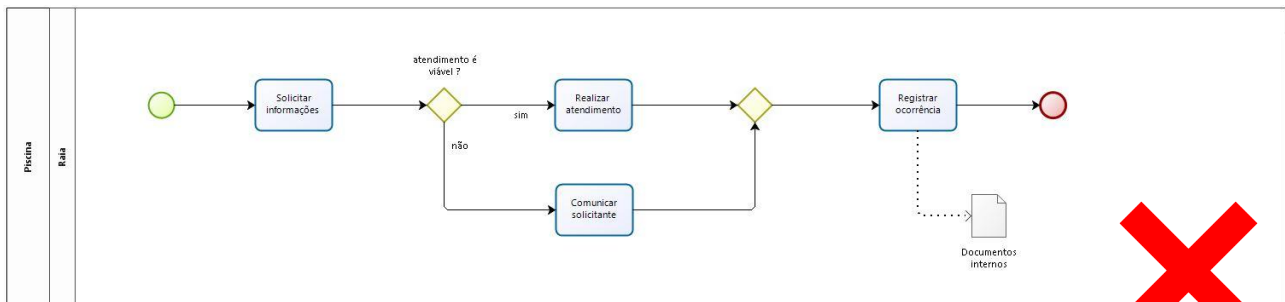 Piscina
Raia
Solicitar
informações
atendimento é
viável ?
sim
não
Realizar
atendimento
Comunicar
solicitante
Registrar
ocorrência
Documentos
internos